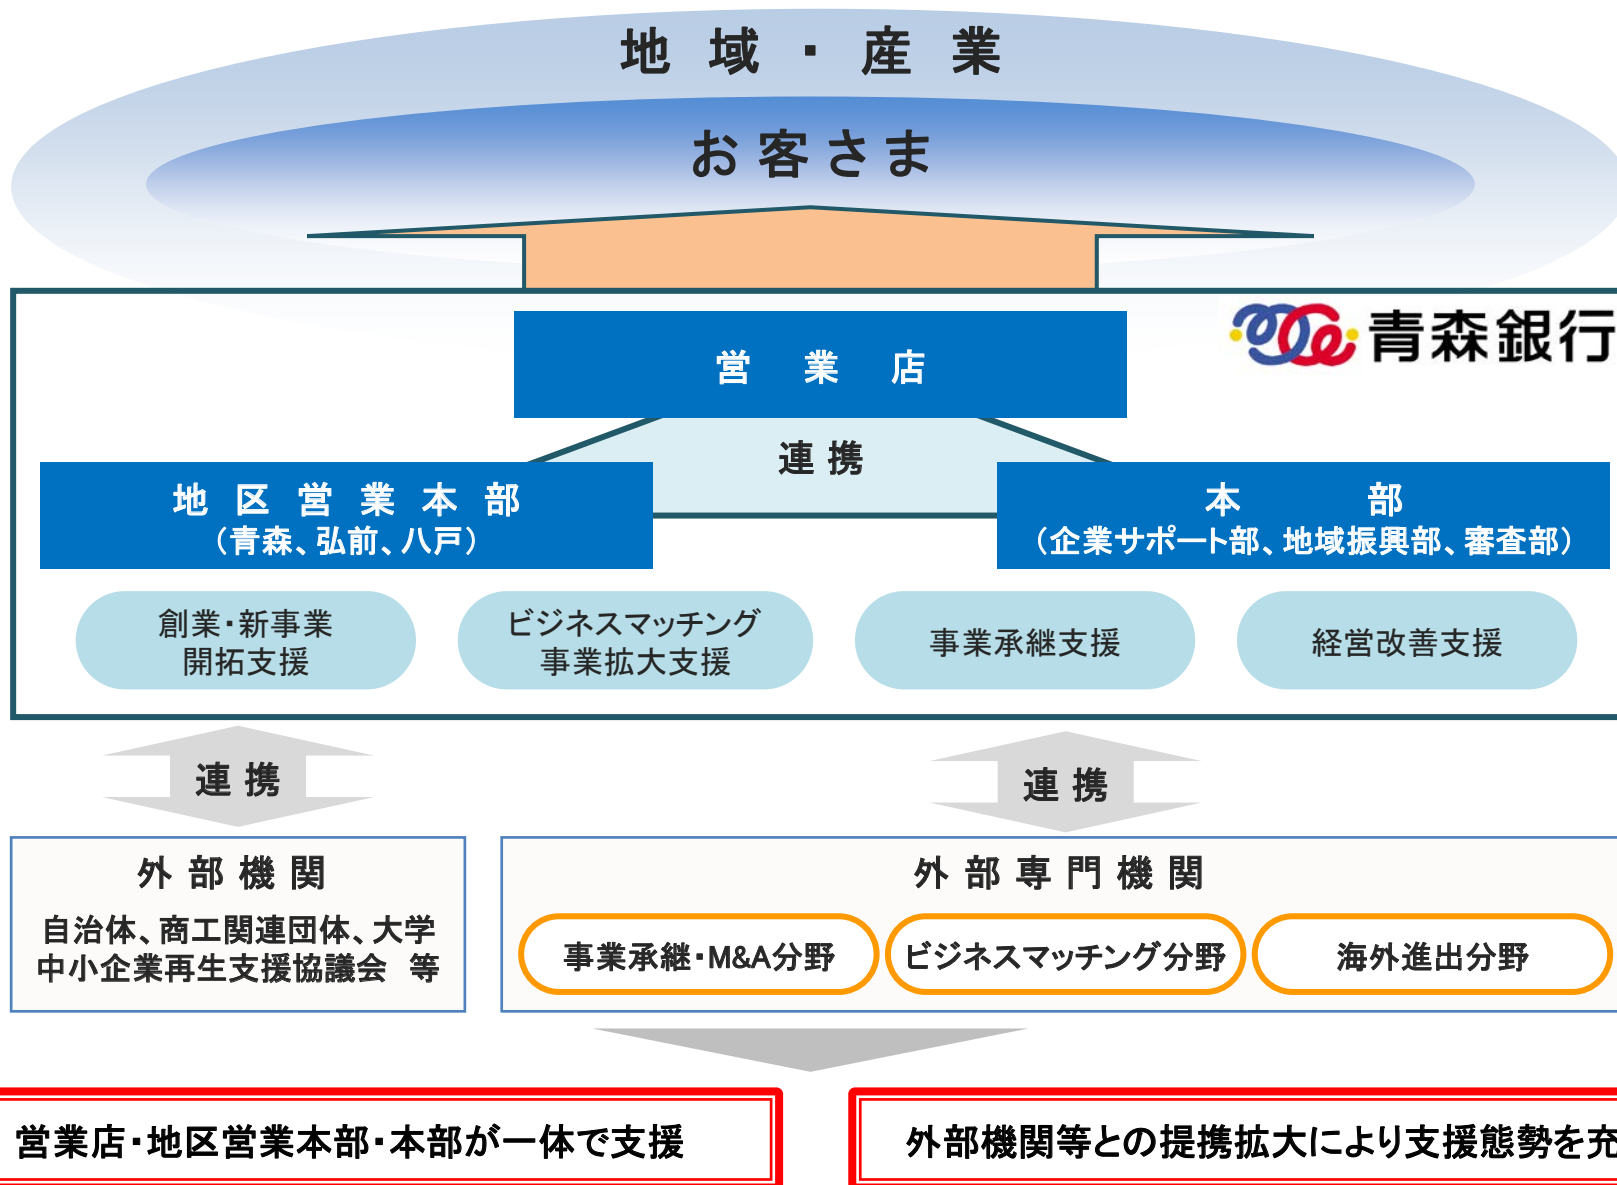 地域・産業
お客さま
青森銀行
営業店
連携
地区営業本部
（青森、弘前、八戸）
本部
（企業サポート部、地域振興部、審査部）
創業・新事業
開拓支援
ビジネスマッチング
事業拡大支援
事業承継支援
経営改善支援
連携
連携
外部機関
自治体、商工関連団体、大学
中小企業再生支援協議会　等
外部専門機関
事業承継・M&A分野
ビジネスマッチング分野
海外進出分野
営業店・地区営業本部・本部が一体で支援
外部機関等との提携拡大により支援態勢を充